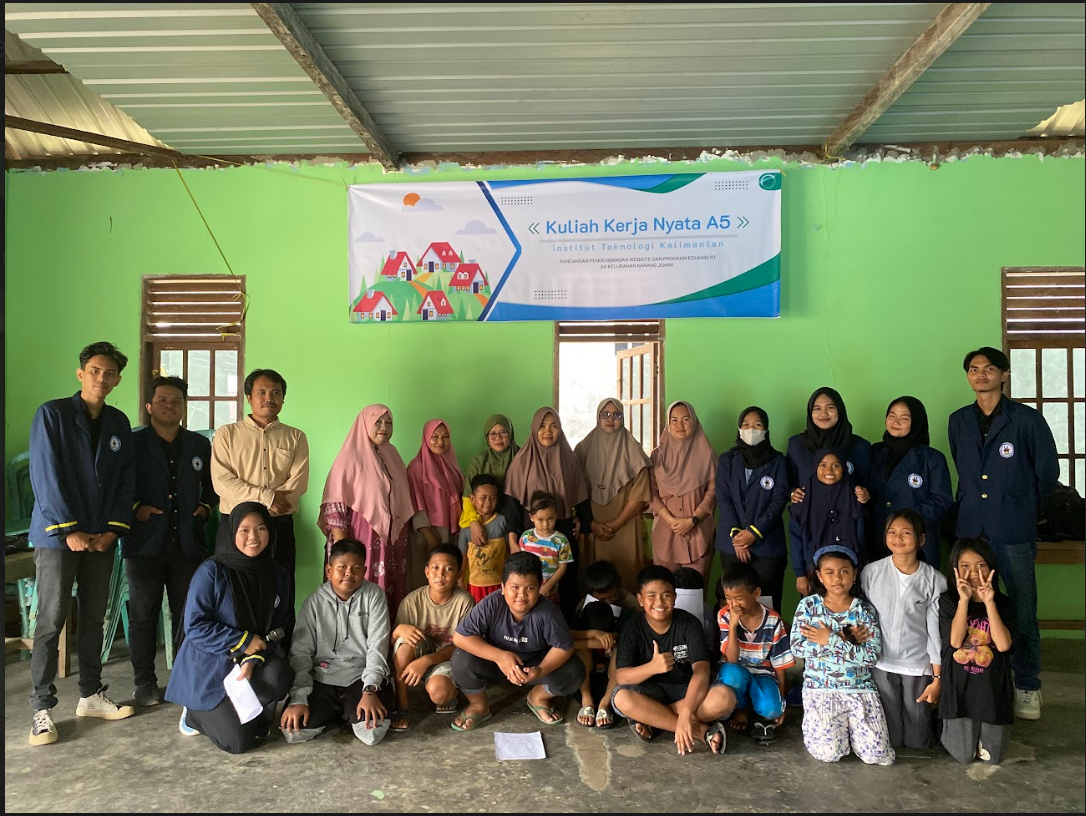 « Kuliah Kerja Nyata A5 »
Institut Teknologi Kalimantan
RANCANGAN PENGEMBANGAN WEBSITE DAN PROGRAM EDUKASI RT
34 KELURAHAN KARANG JOANG